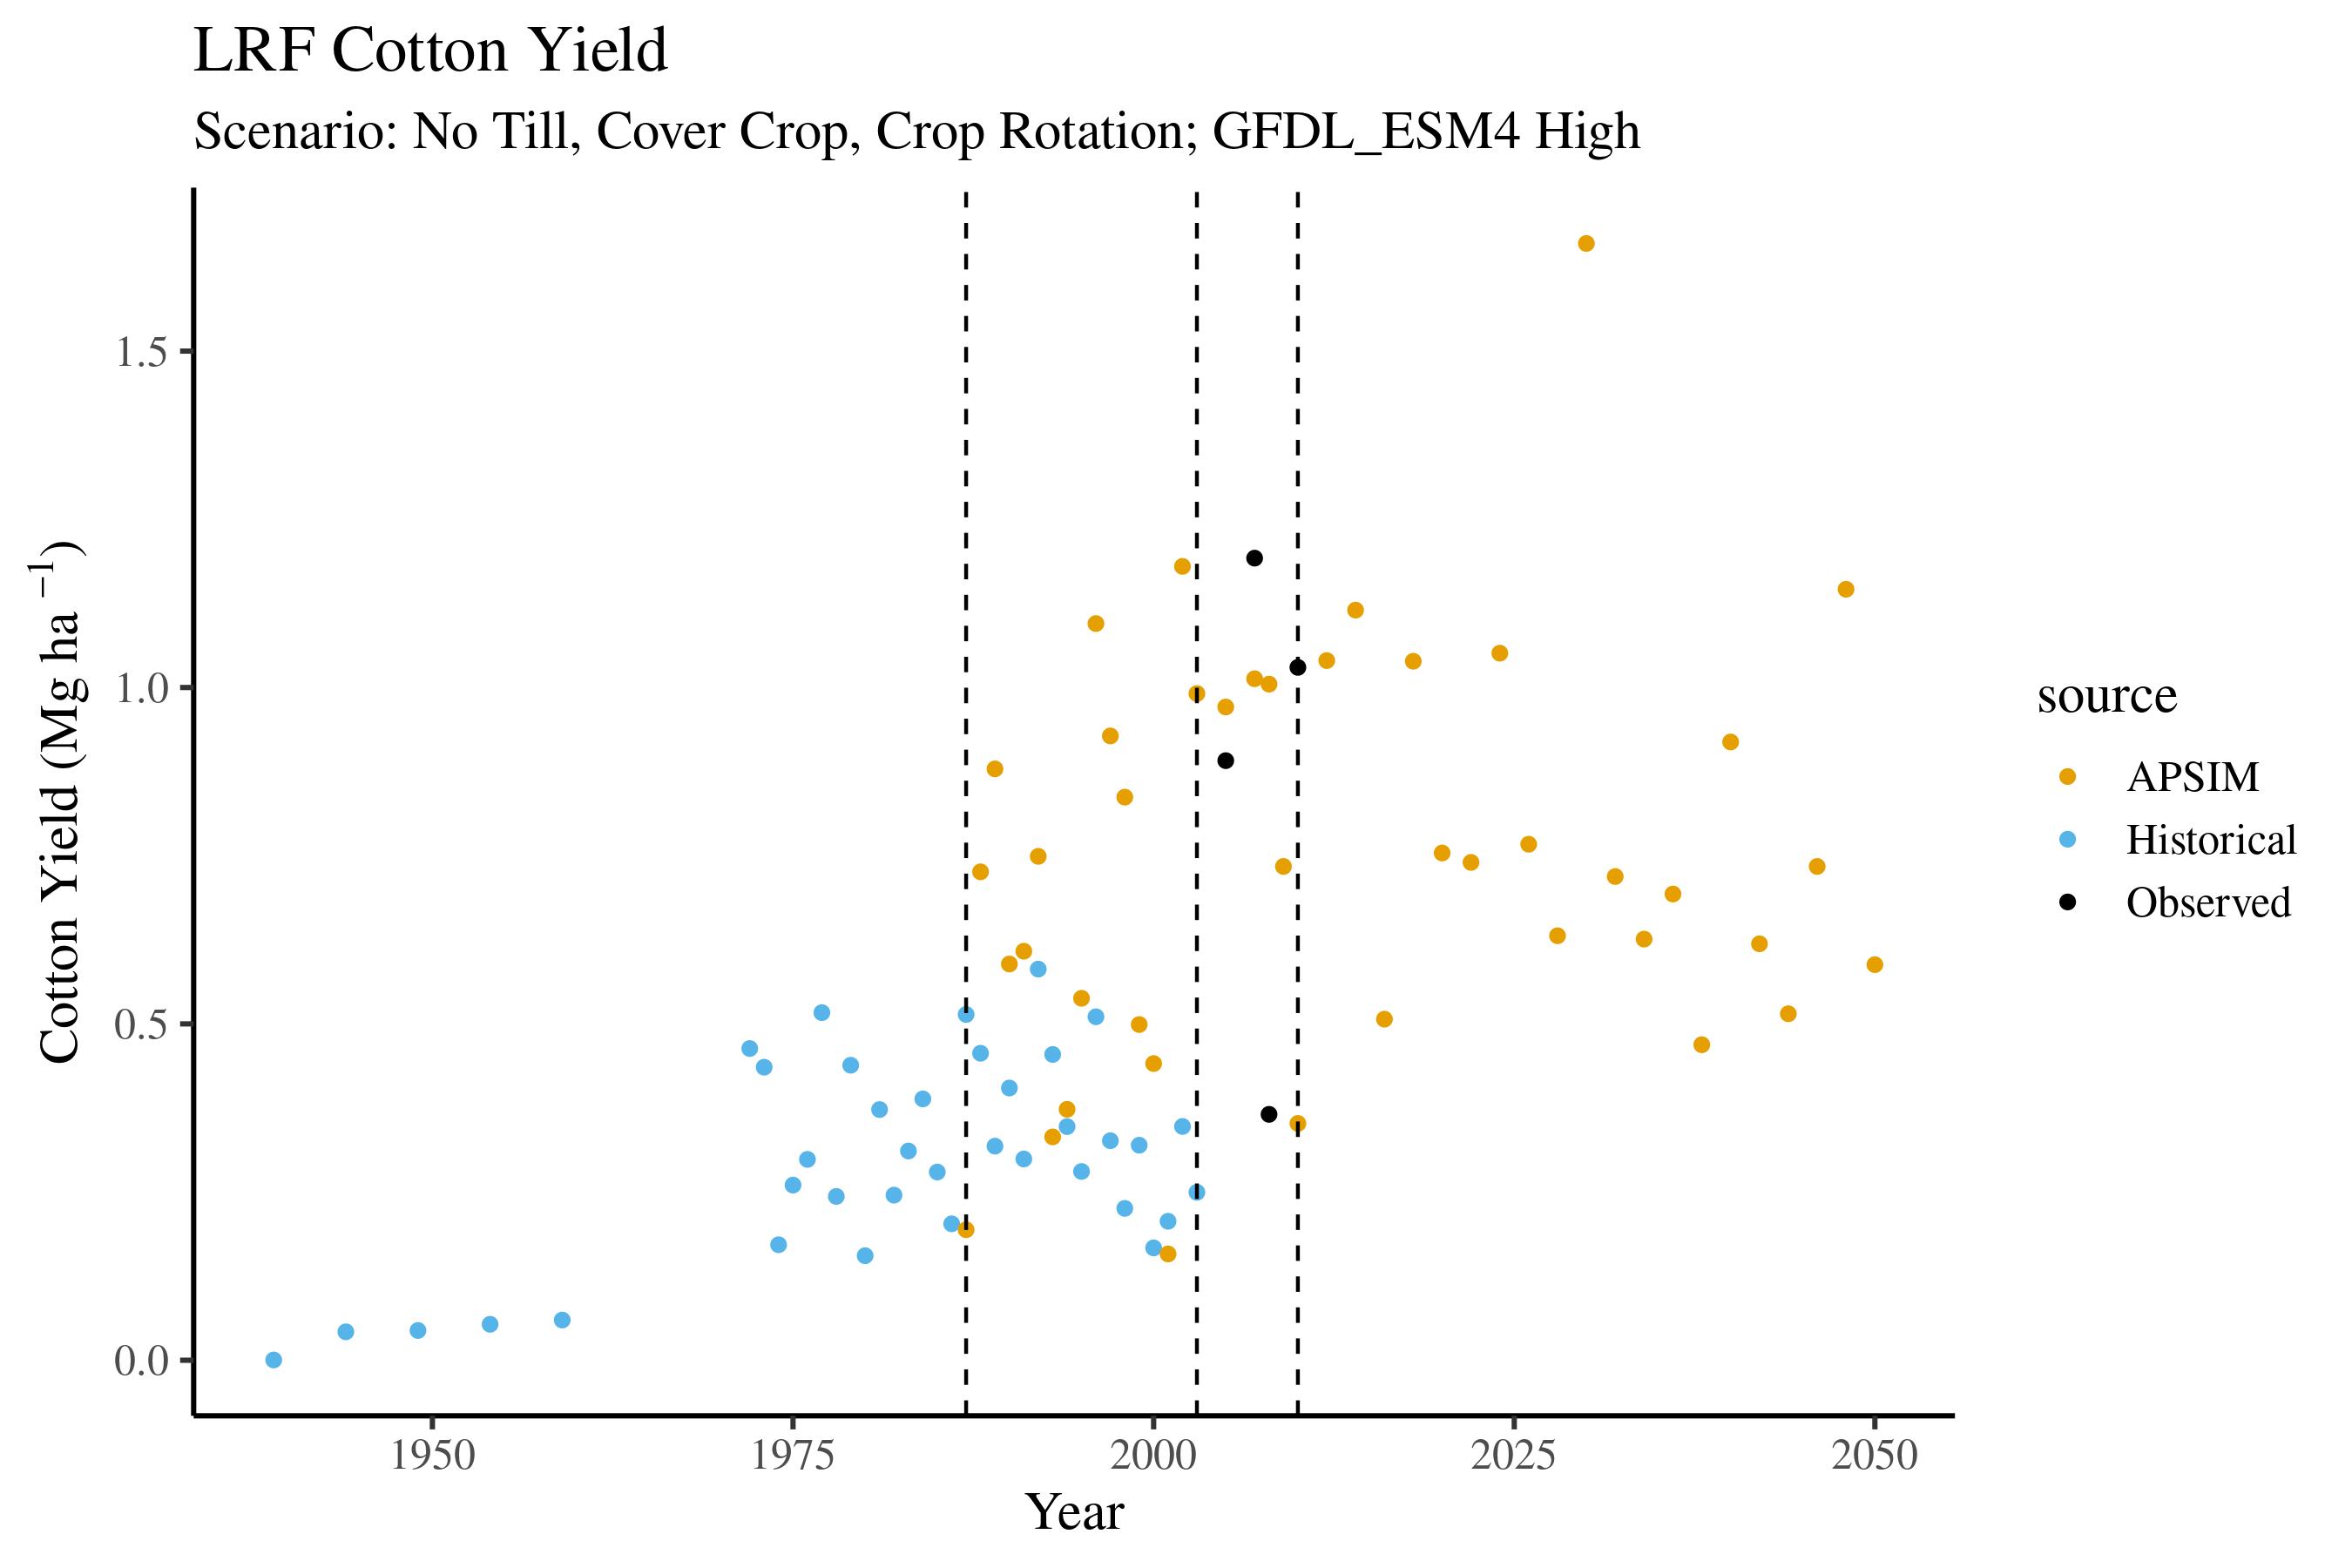 LRF Cotton Yield
Scenario: No Till, Cover Crop, Crop Rotation; GFDL_ESM4 High
Cotton Yield (Mg ha −1)
1.5
1.0
0.5
0.0
1950 1975 2000 2025 2050
Year
source
APSIM
Historical
Observed